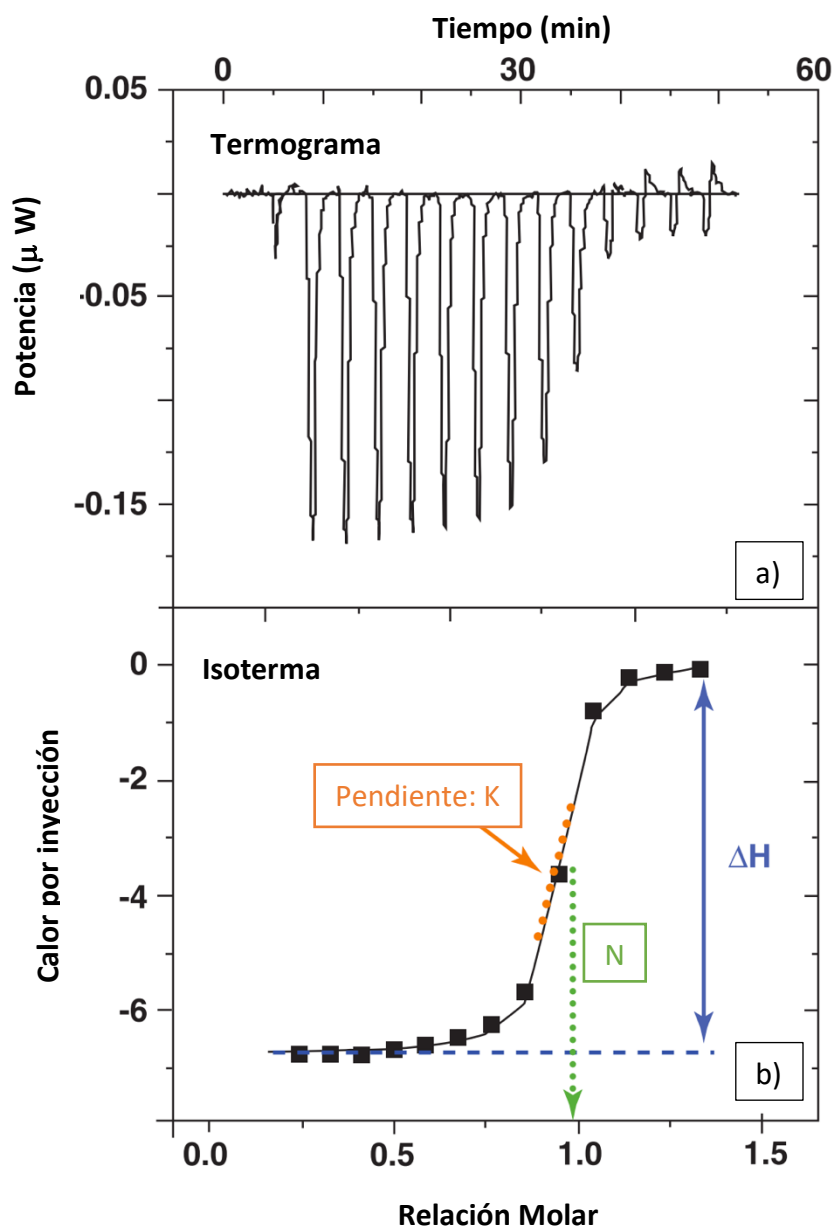 Tiempo (min)
0 30 60
0.05
Termograma
-0.05
-0.15
Potencia (μ W)
a)
0
Isoterma
-2
Pendiente: K
ΔH
-4
N
-6
Calor por inyección
b)
0.0 0.5 1.0 1.5
Relación Molar